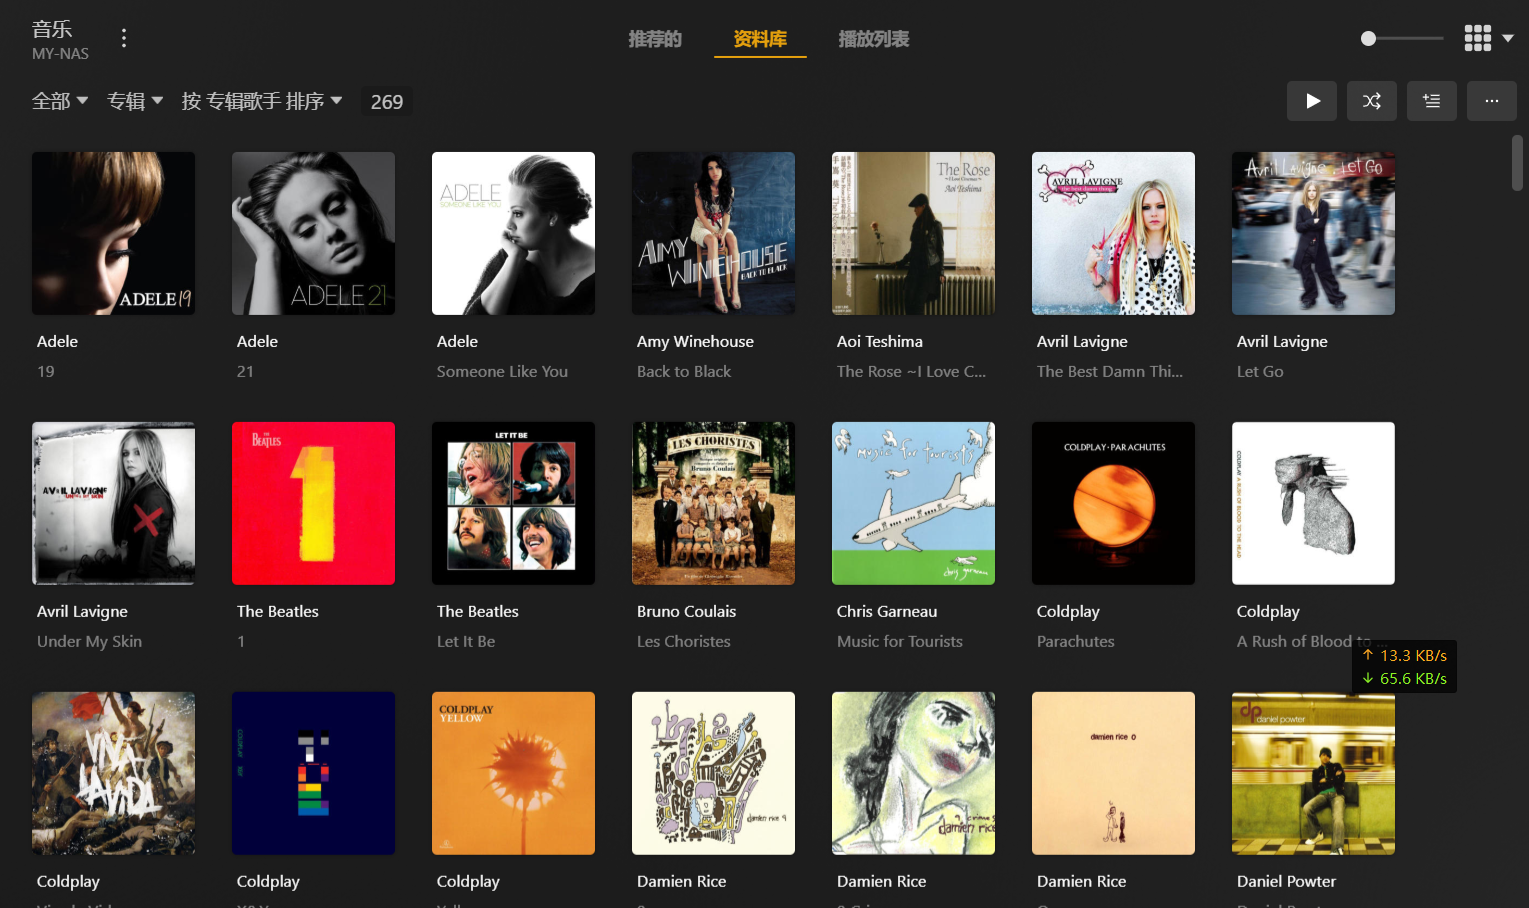 音乐
MY-NAS
推荐的
资料库
播放列表
全部
专辑
按 专辑歌手 排序
269
ADELE 19
ADELE 21
ADELE
SOMEONE LIKE YOU
AMY WINEHOUSE
BACK TO BLACK
The Rose
~I Love Cinemas~
Aoi Teshima
AVRIL LAVIGNE
the best damn thing
Avril Lavigne. Let Go
Adele
Adele
Adele
Amy Winehouse
Aoi Teshima
Avril Lavigne
Avril Lavigne
19
21
Someone Like You
Back to Black
The Rose ~I Love C...
The Best Damn Thi...
Let Go
AVRIL LAVIGNE
UNDER MY SKIN
THE BEATLES
1
LET IT BE
LES CHORISTES
Bruno Coulais
Music for Tourists
chris garneau
COLDPLAY·PARACHUTES
COLDPLAY A RUSH OF BLOOD TO THE HEAD
Avril Lavigne
The Beatles
The Beatles
Bruno Coulais
Chris Garneau
Coldplay
Coldplay
Under My Skin
1
Let It Be
Les Choristes
Music for Tourists
Parachutes
A Rush of Blood to ...
↑ 13.3 KB/s
↓ 65.6 KB/s
VIVA LA VIDA
COLDPLAY
COLDPLAY
YELLOW
damien rice 9
damien rice
damien rice O
dp
daniel powter
Coldplay
Coldplay
Coldplay
Damien Rice
Damien Rice
Damien Rice
Daniel Powter